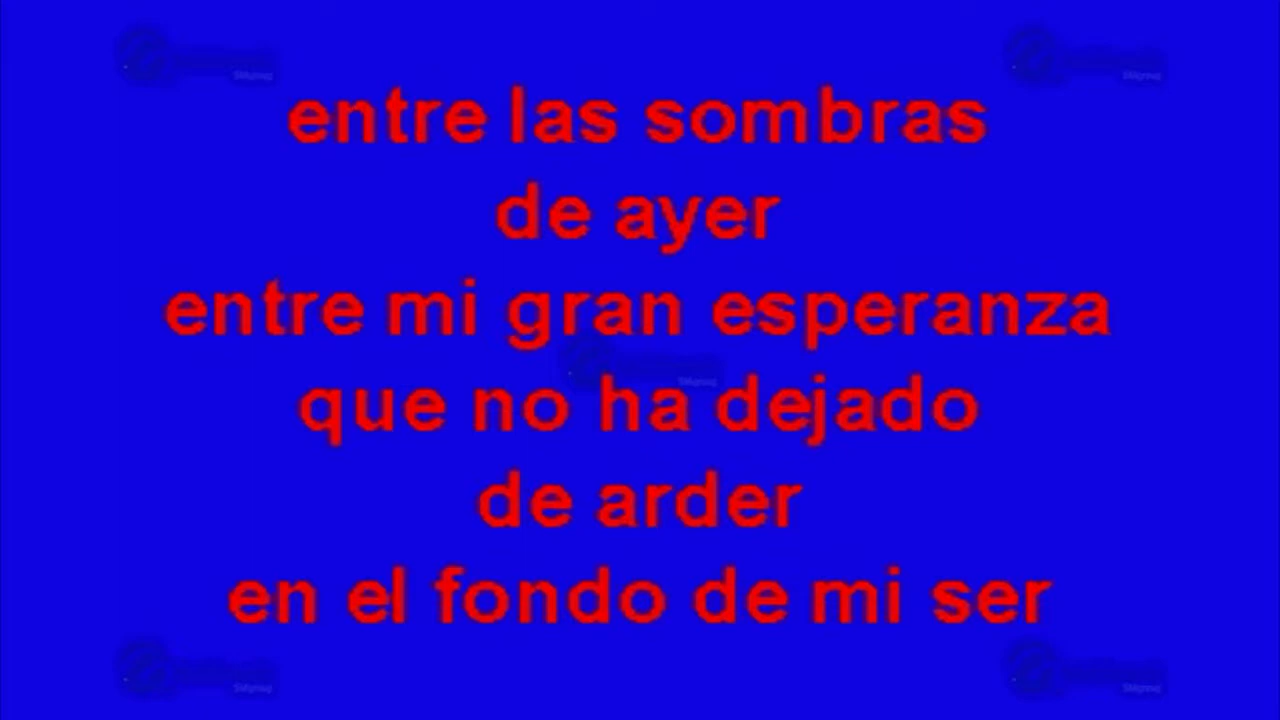 entre las sombras
de ayer
entre mi gran esperanza
que no ha dejado
de arder
en el fondo de mi ser